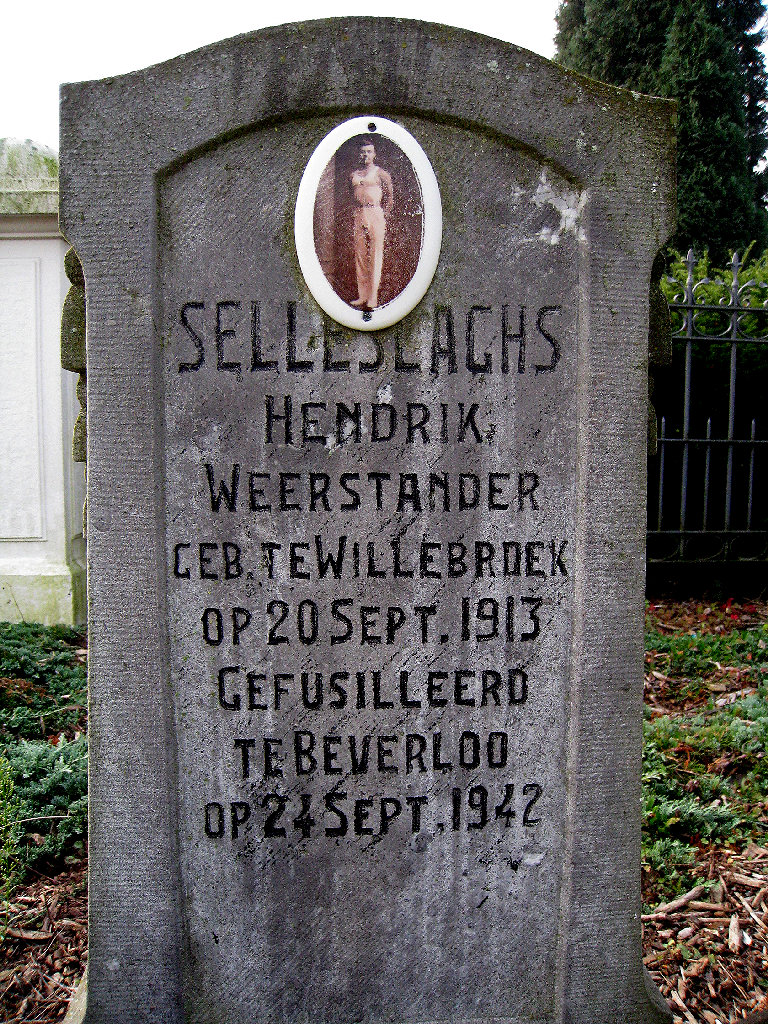 SELLESLAGHS
HENDRIK
WEERSTANDER
GEB. TE WILLEBROEK
OP 20 SEPT. 1913
GEFUSILLEERD
TE BEVERLOO
OP 24 SEPT. 1942